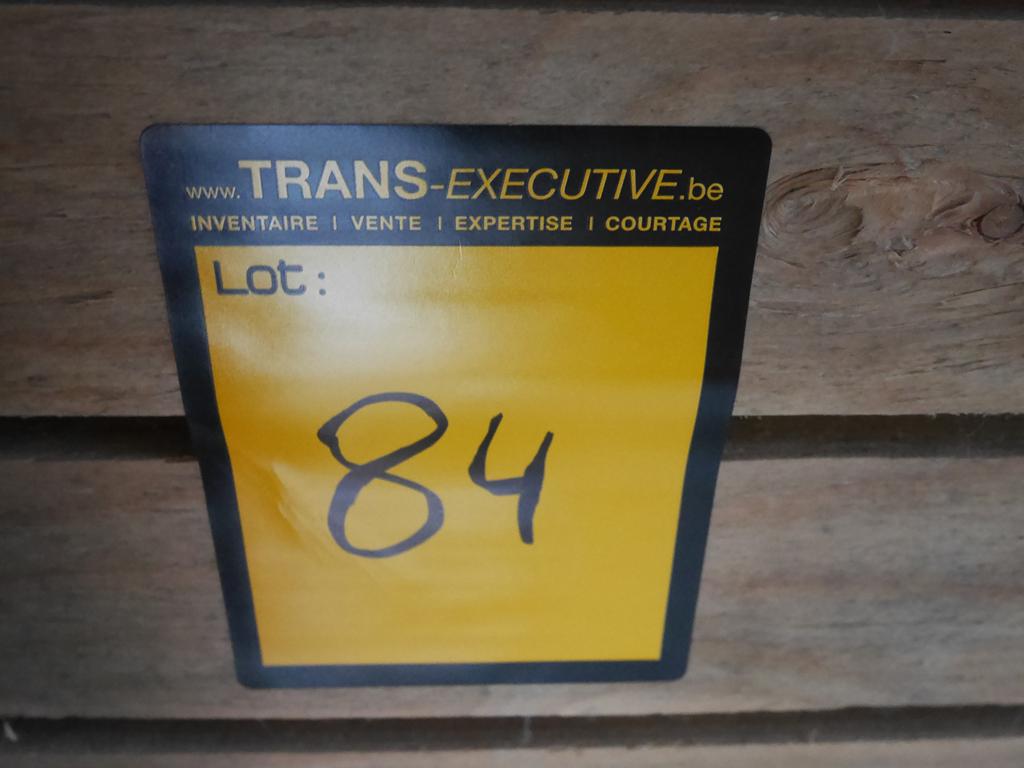 www.TRANS-EXECUTIVE.be
INVENTAIRE | VENTE | EXPERTISE | COURTAGE
Lot:
84